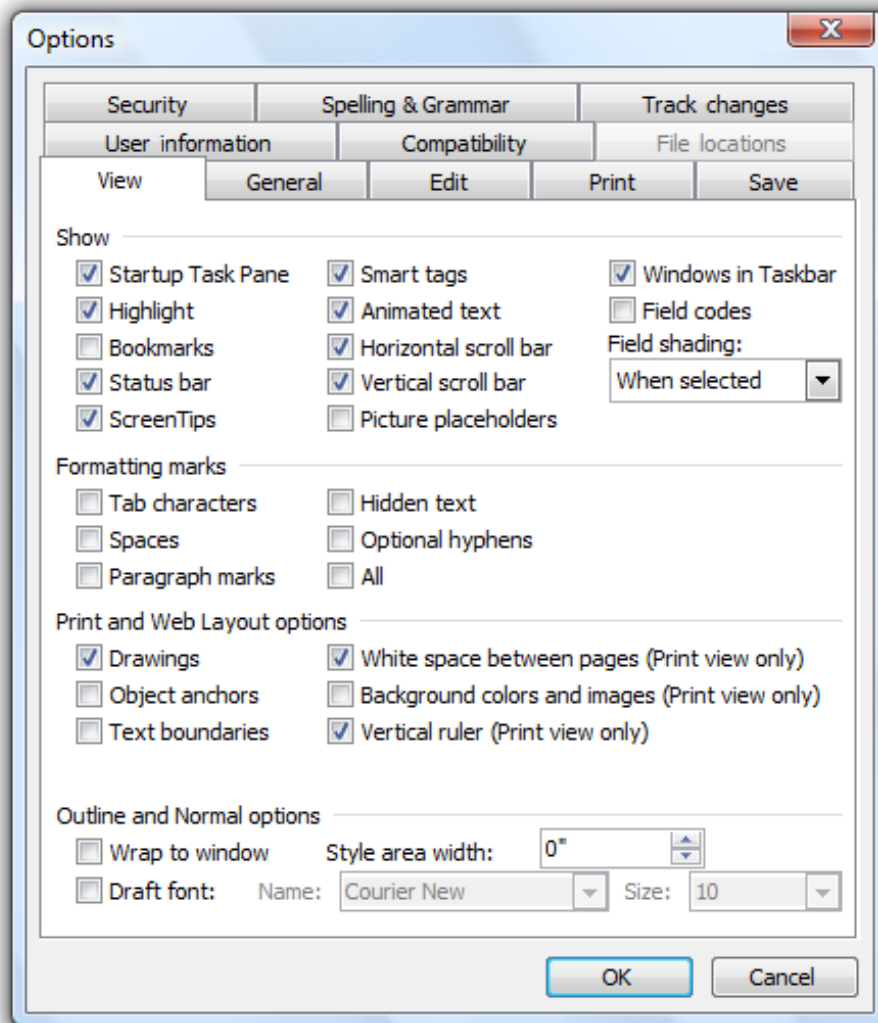 Options
Security Spelling & Grammar Track changes
User information Compatibility File locations
View General Edit Print Save
Show
Startup Task Pane Smart tags Windows in Taskbar
Highlight Animated text Field codes
Bookmarks Horizontal scroll bar Field shading:
Status bar Vertical scroll bar When selected
ScreenTips Picture placeholders
Formatting marks
Tab characters Hidden text
Spaces Optional hyphens
Paragraph marks All
Print and Web Layout options
Drawings White space between pages (Print view only)
Object anchors Background colors and images (Print view only)
Text boundaries Vertical ruler (Print view only)
Outline and Normal options
Wrap to window Style area width: 0"
Draft font: Name: Courier New Size: 10
OK Cancel